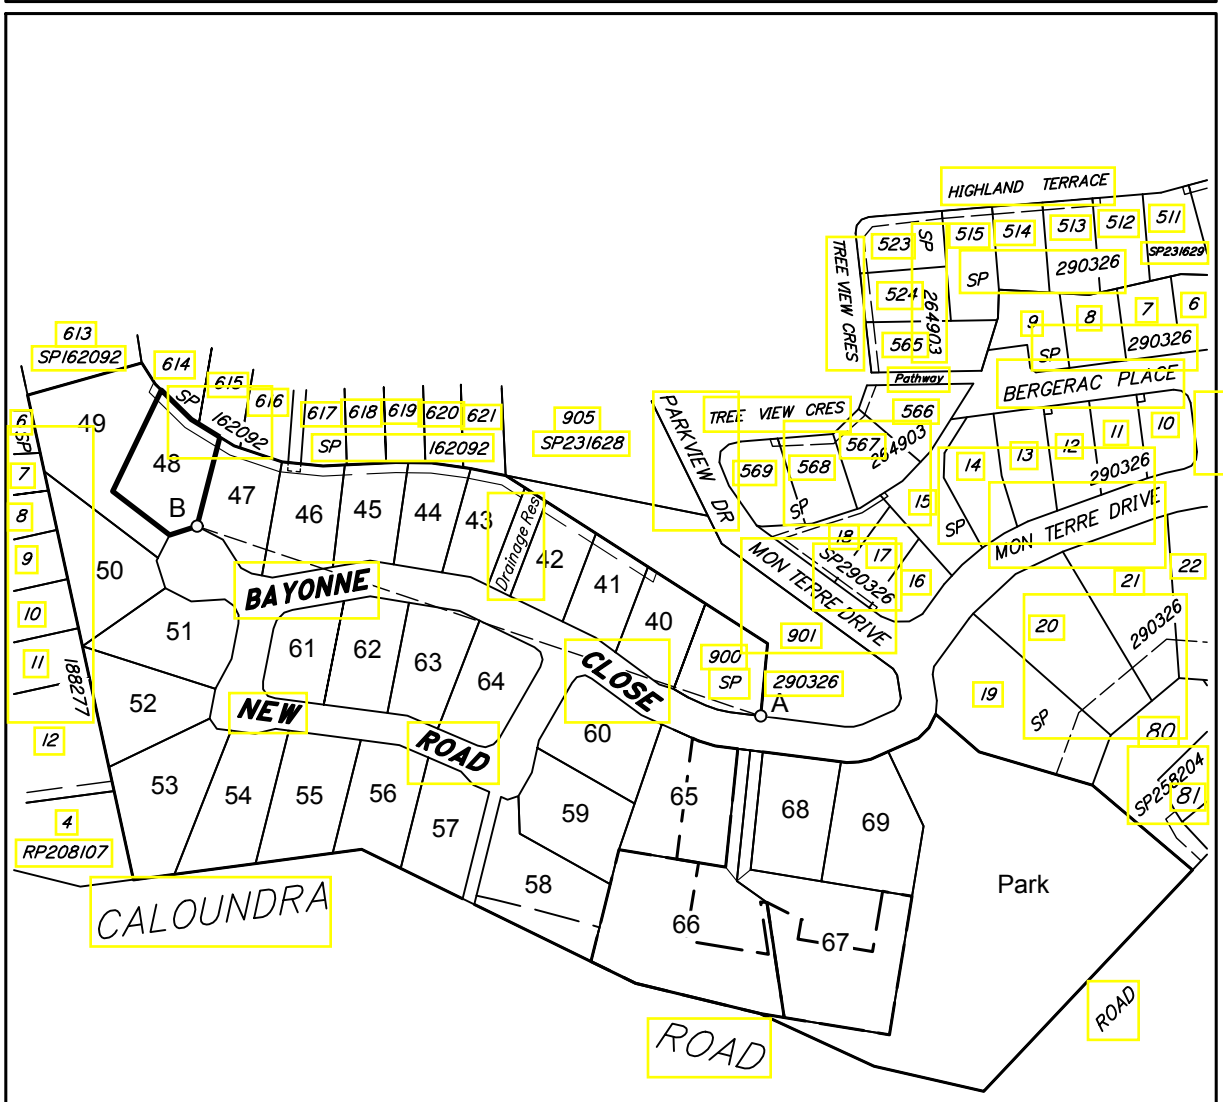 HIGHLAND TERRACE
523 SP 515 514 513 512 511
TREE VIEW CRES
SP 290326
SP231629
524
264903
565
9 8 7 6
SP 290326
613
SP162092
614
615
616
SP 162092
617 618 619 620 621
SP 162092
905
SP231628
Pathway
BERGERAC PLACE
PARKVIEW DR
TREE VIEW CRES
566
567
264903
568
569
SP
14 13 12 11 10
290326
SP
MON TERRE DRIVE
15
18
17
16
SP290326
MON TERRE DRIVE
901
900
SP 290326
A
22
21
20
290326
19
SP
80
SP258204
81
6
SP
7
8
9
10
11
188277
12
4
RP208107
49
48
B
47
46
45
44
43
Drainage Res
42
41
40
50
BAYONNE
CLOSE
51
61
62
63
64
52
NEW
ROAD
60
53
54
55
56
57
59
58
65
66
68
69
67
Park
CALOUNDRA
ROAD
ROAD